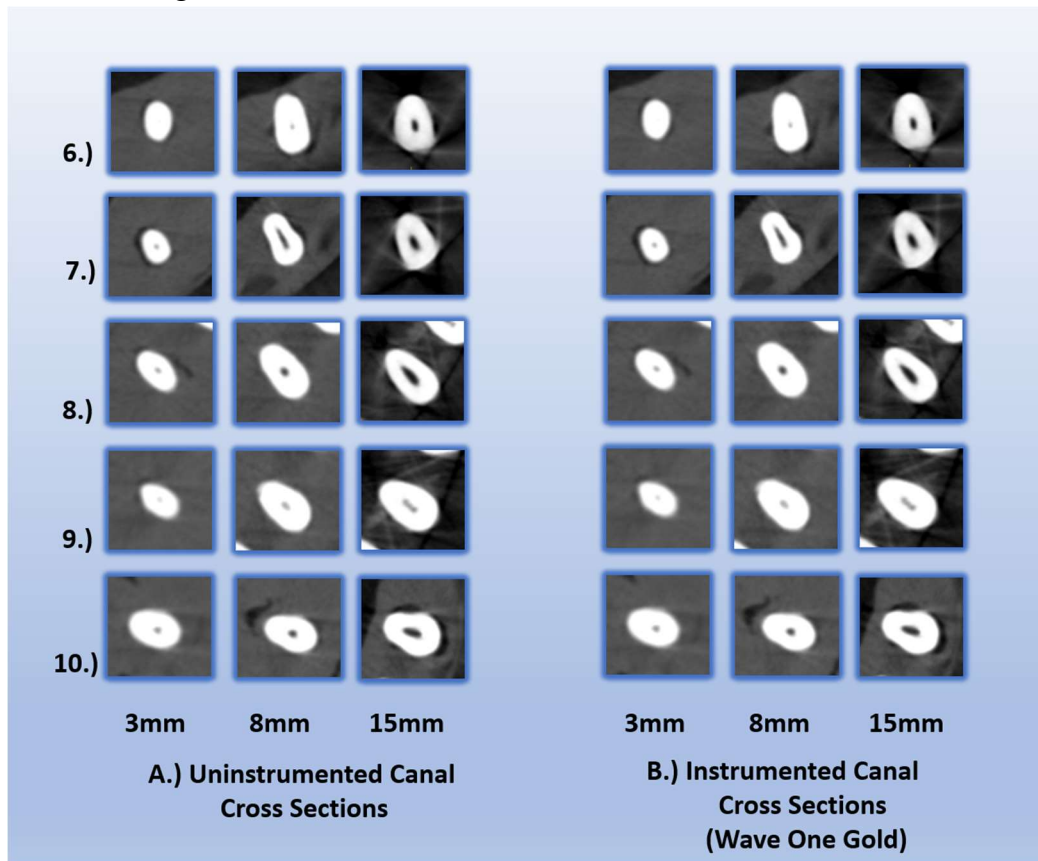 6.)
7.)
8.)
9.)
10.)
3mm 8mm 15mm 3mm 8mm 15mm
A.) Uninstrumented Canal
Cross Sections
B.) Instrumented Canal
Cross Sections
(Wave One Gold)